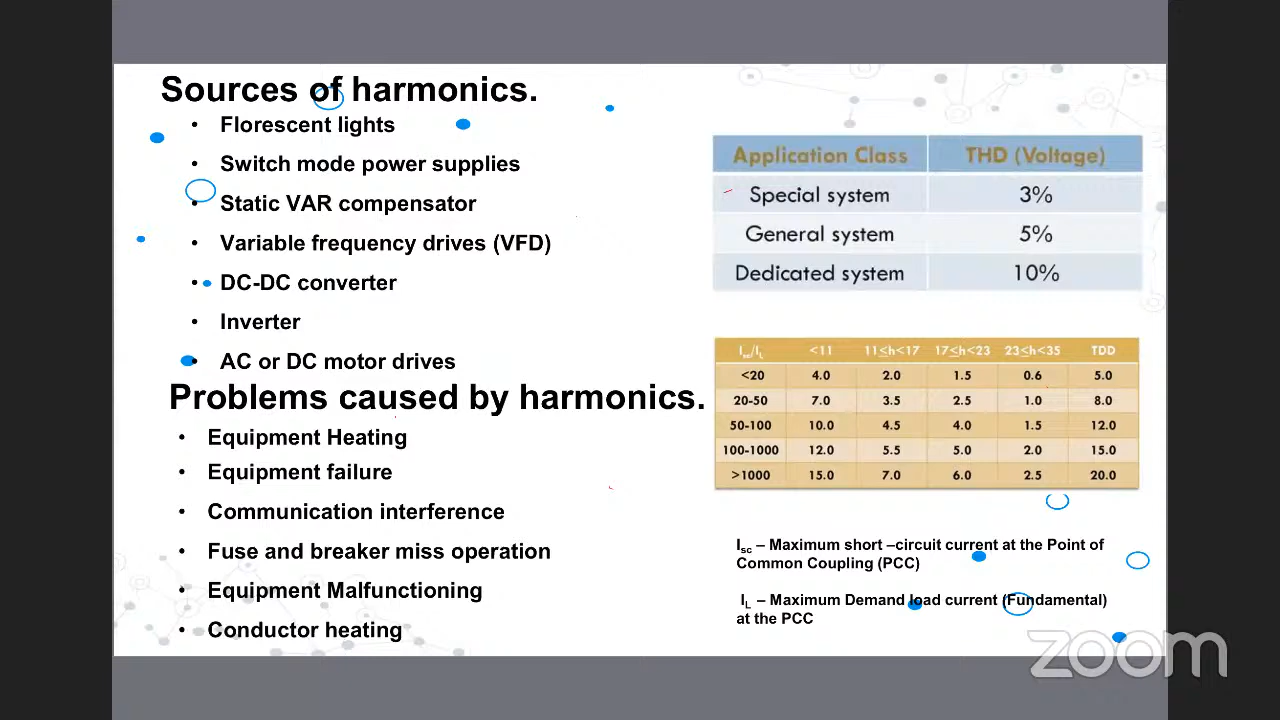 Sources of harmonics.
• Florescent lights
• Switch mode power supplies
• Static VAR compensator
• Variable frequency drives (VFD)
• DC-DC converter
• Inverter
• AC or DC motor drives
Problems caused by harmonics.
• Equipment Heating
• Equipment failure
• Communication interference
• Fuse and breaker miss operation
• Equipment Malfunctioning
• Conductor heating
Application Class THD (Voltage)
Special system 3%
General system 5%
Dedicated system 10%
Isc/IL <11 11≤h<17 17≤h<23 23≤h<35 TDD
<20 4.0 2.0 1.5 0.6 5.0
20-50 7.0 3.5 2.5 1.0 8.0
50-100 10.0 4.5 4.0 1.5 12.0
100-1000 12.0 5.5 5.0 2.0 15.0
>1000 15.0 7.0 6.0 2.5 20.0
Isc – Maximum short –circuit current at the Point of
Common Coupling (PCC)
IL – Maximum Demand load current (Fundamental)
at the PCC
zoom